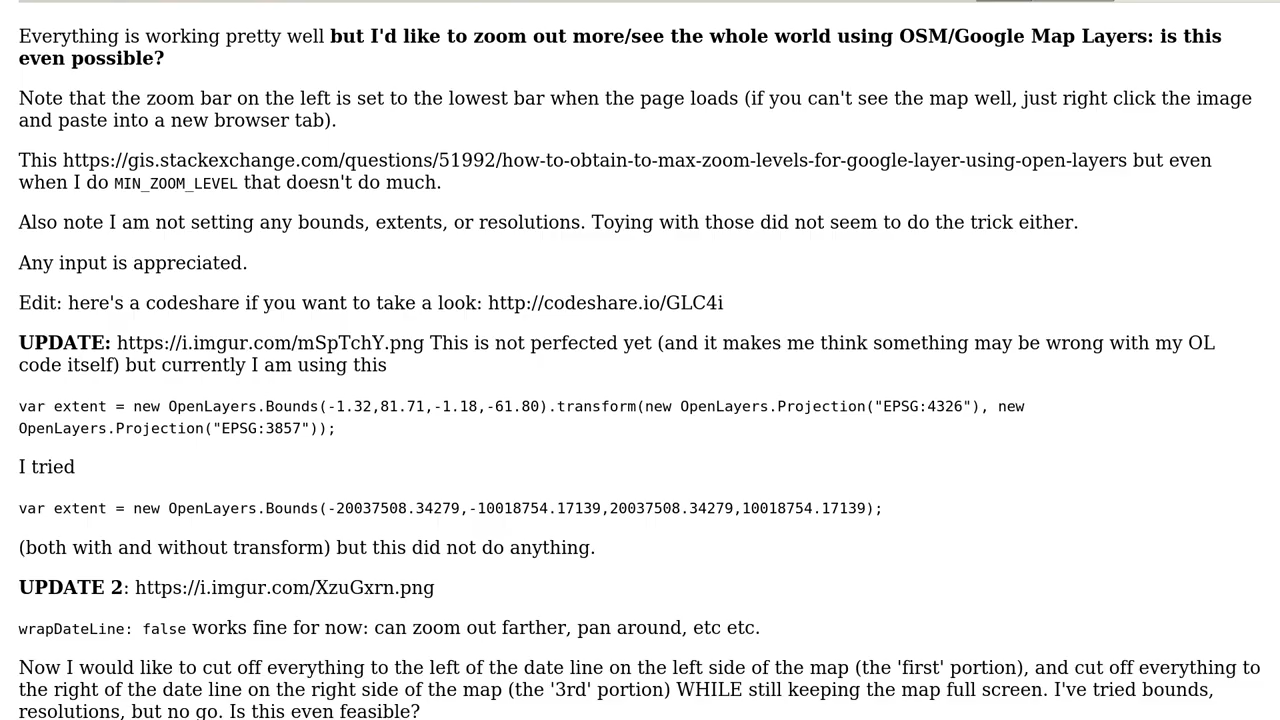 Everything is working pretty well but I'd like to zoom out more/see the whole world using OSM/Google Map Layers: is this
even possible?
Note that the zoom bar on the left is set to the lowest bar when the page loads (if you can't see the map well, just right click the image
and paste into a new browser tab).
This https://gis.stackexchange.com/questions/51992/how-to-obtain-to-max-zoom-levels-for-google-layer-using-open-layers but even
when I do MIN_ZOOM_LEVEL that doesn't do much.
Also note I am not setting any bounds, extents, or resolutions. Toying with those did not seem to do the trick either.
Any input is appreciated.
Edit: here's a codeshare if you want to take a look: http://codeshare.io/GLC4i
UPDATE: https://i.imgur.com/mSpTchY.png This is not perfected yet (and it makes me think something may be wrong with my OL
code itself) but currently I am using this
var extent = new OpenLayers.Bounds(-1.32,81.71,-1.18,-61.80).transform(new OpenLayers.Projection("EPSG:4326"), new
OpenLayers.Projection("EPSG:3857"));
I tried
var extent = new OpenLayers.Bounds(-20037508.34279,-10018754.17139,20037508.34279,10018754.17139);
(both with and without transform) but this did not do anything.
UPDATE 2: https://i.imgur.com/XzuGxrn.png
wrapDateLine: false works fine for now: can zoom out farther, pan around, etc etc.
Now I would like to cut off everything to the left of the date line on the left side of the map (the 'first' portion), and cut off everything to
the right of the date line on the right side of the map (the '3rd' portion) WHILE still keeping the map full screen. I've tried bounds,
resolutions, but no go. Is this even feasible?